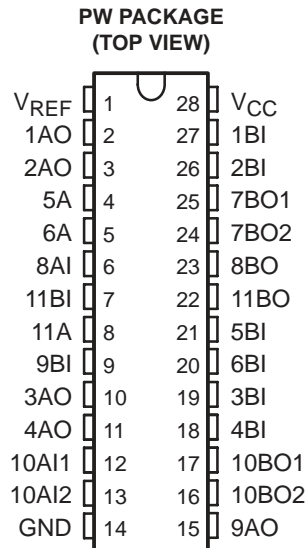 PW PACKAGE
(TOP VIEW)
VREF 1 28 VCC
1AO 2 27 1BI
2AO 3 26 2BI
5A 4 25 7BO1
6A 5 24 7BO2
8AI 6 23 8BO
11BI 7 22 11BO
11A 8 21 5BI
9BI 9 20 6BI
3AO 10 19 3BI
4AO 11 18 4BI
10AI1 12 17 10BO1
10AI2 13 16 10BO2
GND 14 15 9AO